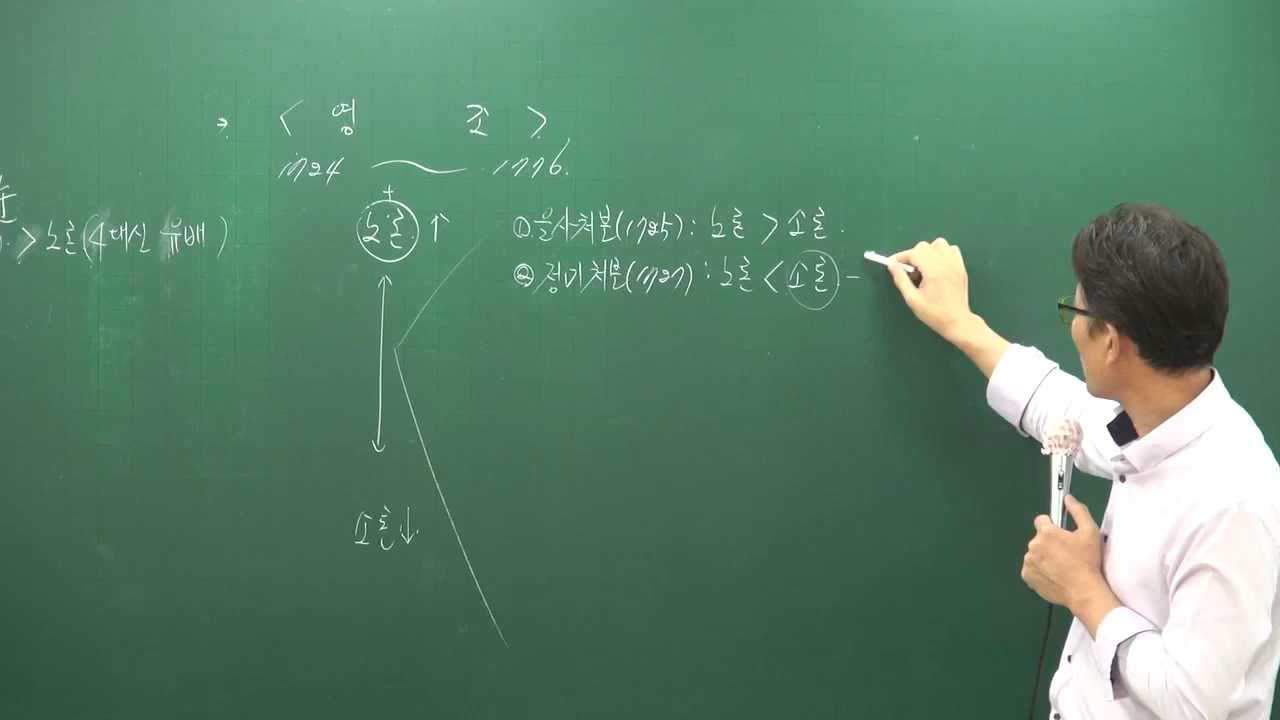 → < 영 조 >
1724 ~ 1776.
> 노론(4대신 유배)
+
노론 ↑
① 을사처분(1725) : 노론 > 소론.
② 정미처분(1727) : 노론 < 소론 -
소론 ↓